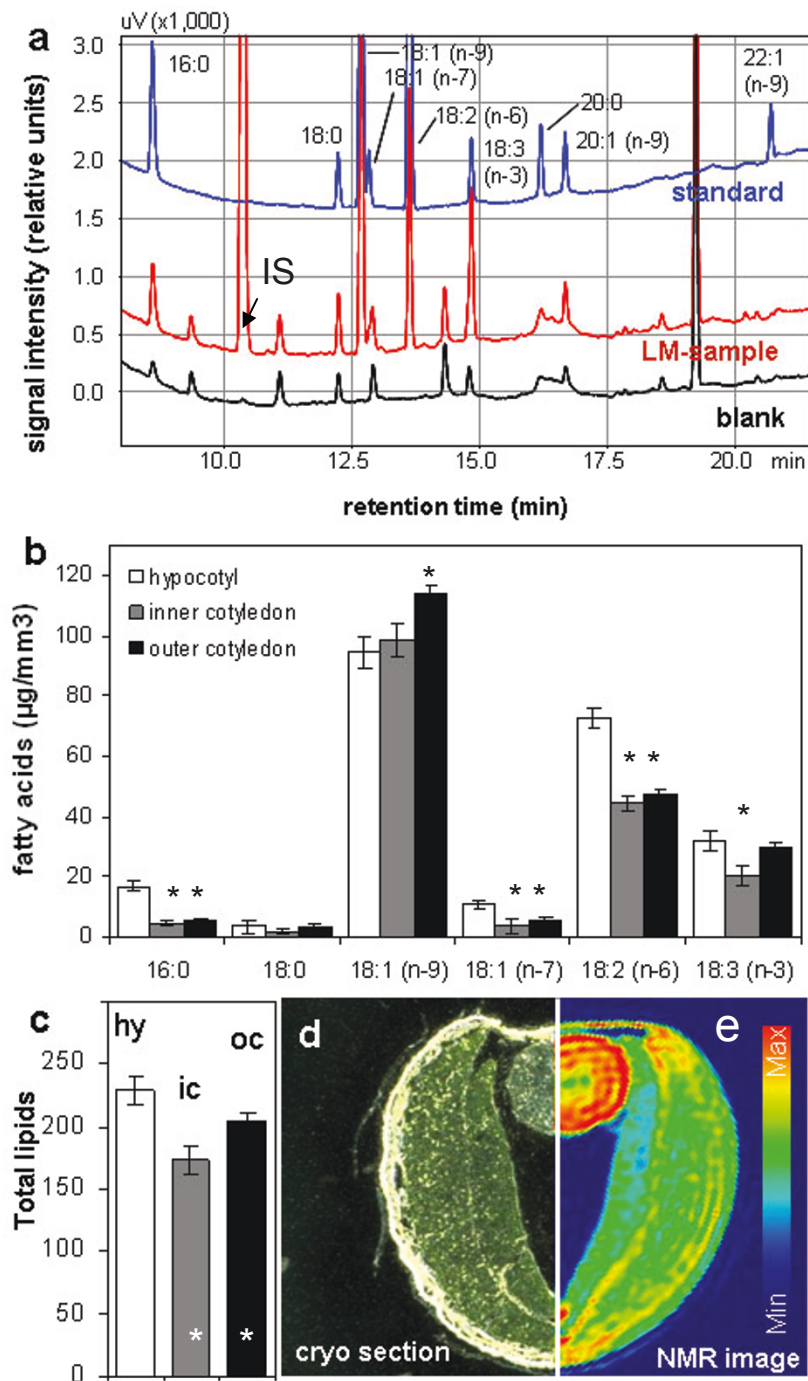 a
uV (x1,000)
3.0
2.5
2.0
1.5
1.0
0.5
0.0
signal intensity (relative units)
16:0
18:0
18:1 (n-9)
18:1 (n-7)
18:2 (n-6)
18:3
(n-3)
20:0
20:1 (n-9)
22:1
(n-9)
standard
IS
LM-sample
blank
10.0 12.5 15.0 17.5 20.0 min
retention time (min)
b
fatty acids (µg/mm3)
120
100
80
60
40
20
0
hypocotyl
inner cotyledon
outer cotyledon
*
* *
* *
* *
*
16:0 18:0 18:1 (n-9) 18:1 (n-7) 18:2 (n-6) 18:3 (n-3)
c
Total lipids
250
200
150
100
50
0
hy
ic
oc
* *
d
cryo section
e
Max
Min
NMR image